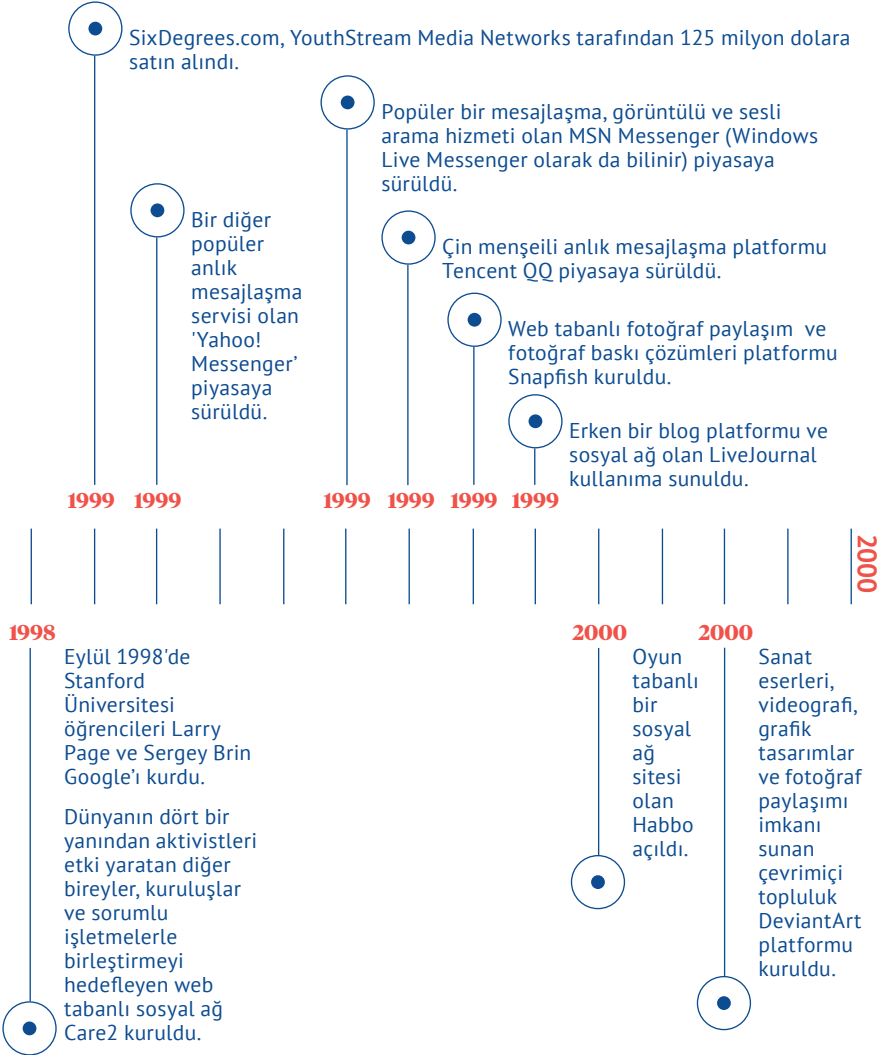 SixDegrees.com, YouthStream Media Networks tarafından 125 milyon dolara
satın alındı.
Popüler bir mesajlaşma, görüntülü ve sesli
arama hizmeti olan MSN Messenger (Windows
Live Messenger olarak da bilinir) piyasaya
sürüldü.
Bir diğer
popüler
anlık
mesajlaşma
servisi olan
'Yahoo!
Messenger’
piyasaya
sürüldü.
Çin menşeili anlık mesajlaşma platformu
Tencent QQ piyasaya sürüldü.
Web tabanlı fotoğraf paylaşım  ve
fotoğraf baskı çözümleri platformu
Snapfish kuruldu.
Erken bir blog platformu ve
sosyal ağ olan LiveJournal
kullanıma sunuldu.
1999 1999 1999 1999 1999 1999
2000
1998
Eylül 1998'de
Stanford
Üniversitesi
öğrencileri Larry
Page ve Sergey Brin
Google’ı kurdu.
Dünyanın dört bir
yanından aktivistleri
etki yaratan diğer
bireyler, kuruluşlar
ve sorumlu
işletmelerle
birleştirmeyi
hedefleyen web
tabanlı sosyal ağ
Care2 kuruldu.
2000
Oyun
tabanlı
bir
sosyal
ağ
sitesi
olan
Habbo
açıldı.
2000
Sanat
eserleri,
videografi,
grafik
tasarımlar
ve fotoğraf
paylaşımı
imkanı
sunan
çevrimiçi
topluluk
DeviantArt
platformu
kuruldu.